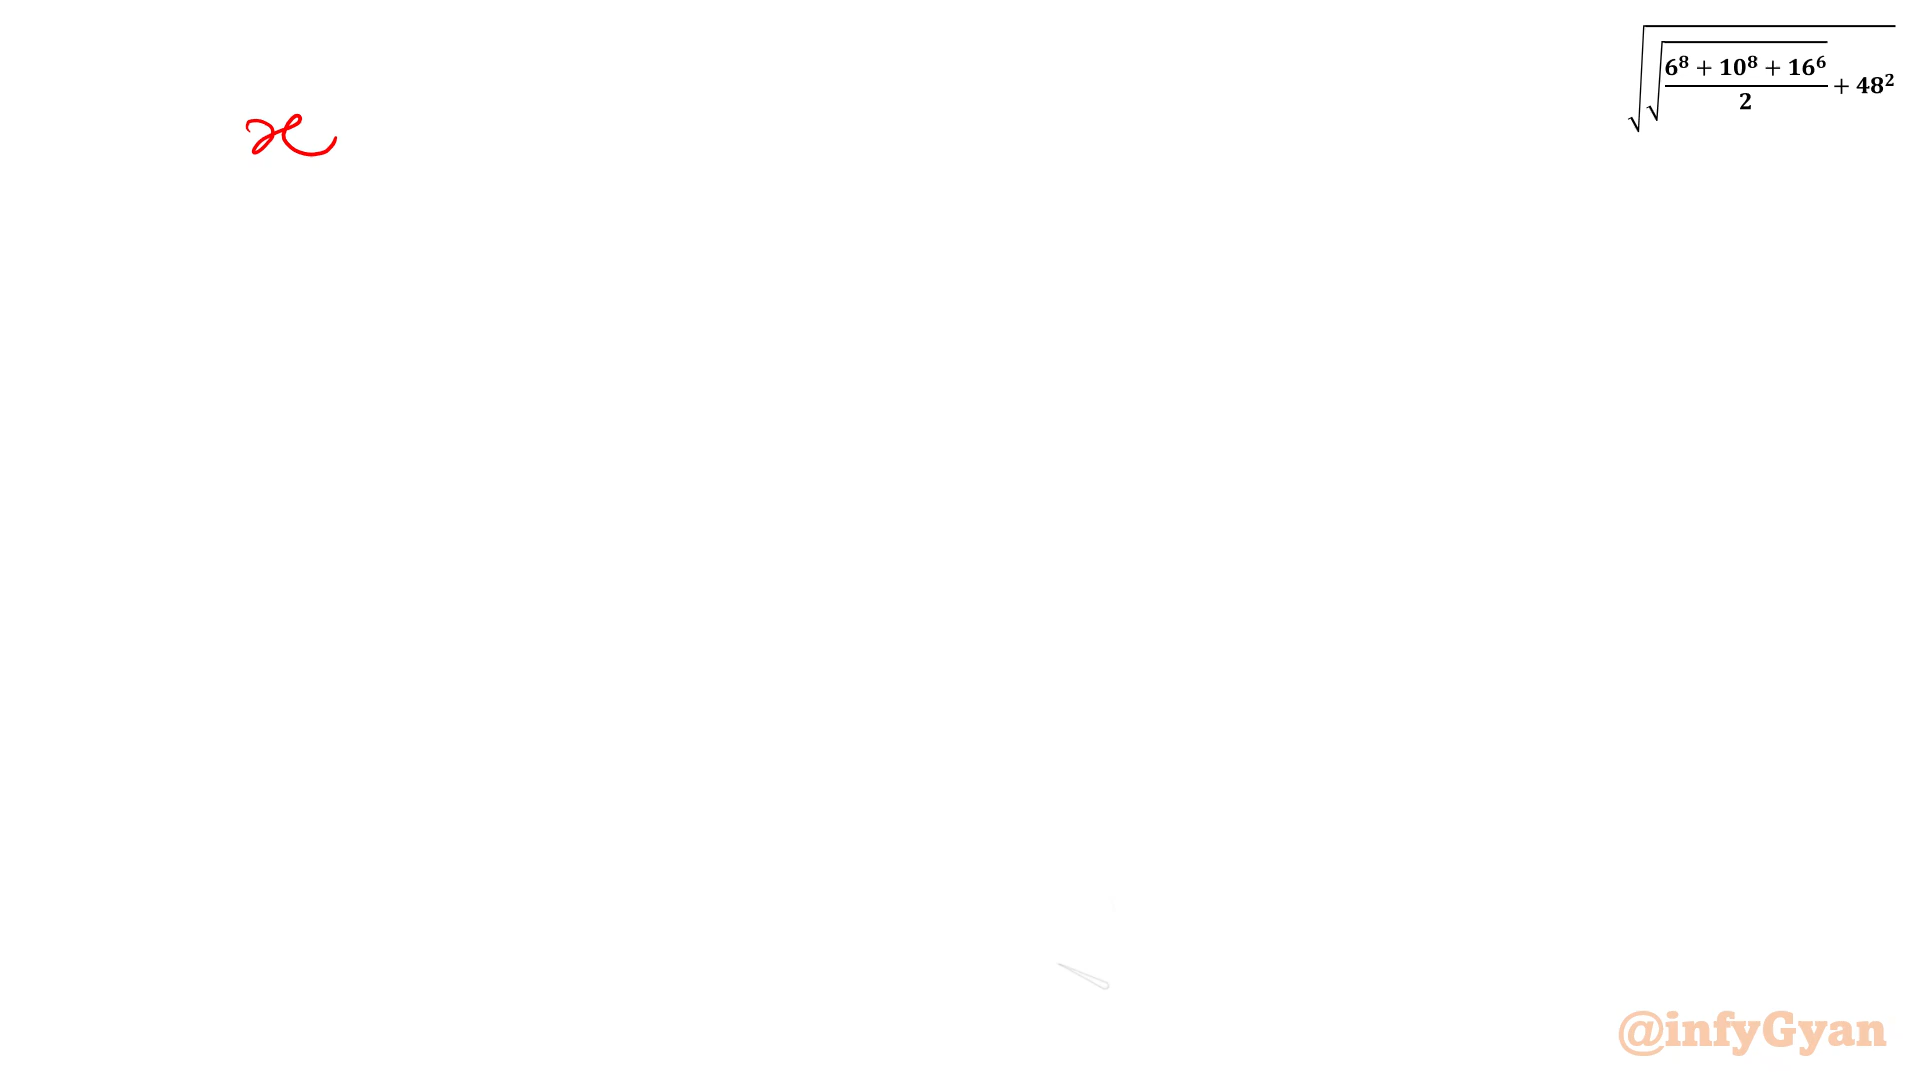 x
√(√((6⁸ + 10⁸ + 16⁶)/2) + 48²)
@infyGyan